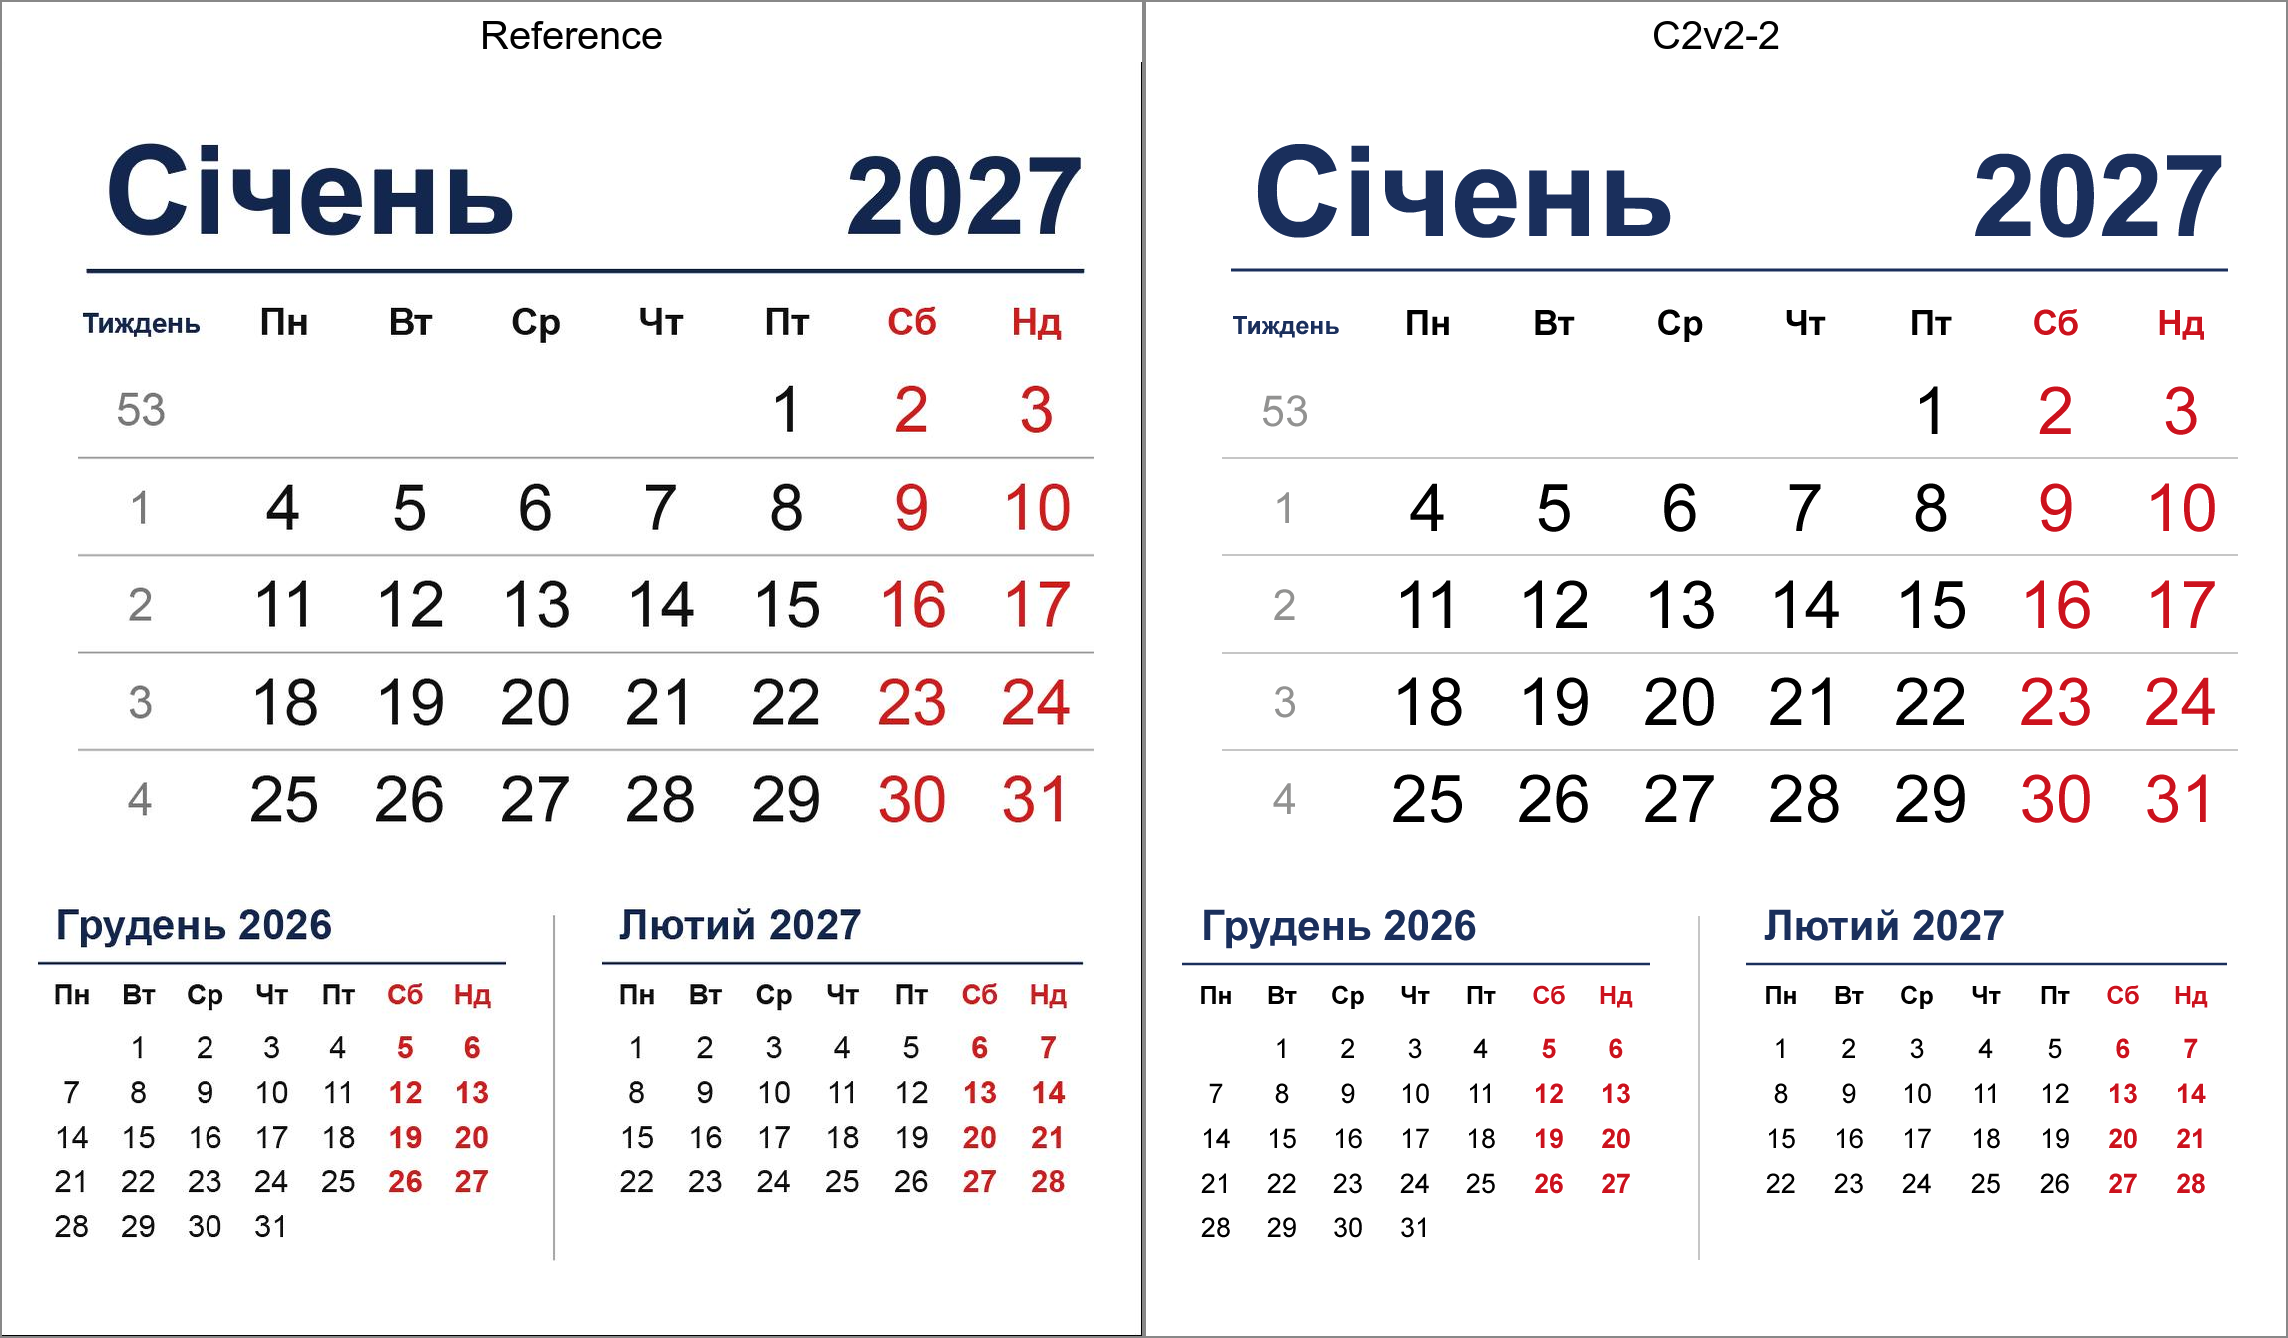 Reference
Січень 2027
Тиждень Пн Вт Ср Чт Пт Сб Нд
53 1 2 3
1 4 5 6 7 8 9 10
2 11 12 13 14 15 16 17
3 18 19 20 21 22 23 24
4 25 26 27 28 29 30 31
Грудень 2026
Пн Вт Ср Чт Пт Сб Нд
1 2 3 4 5 6
7 8 9 10 11 12 13
14 15 16 17 18 19 20
21 22 23 24 25 26 27
28 29 30 31
Лютий 2027
Пн Вт Ср Чт Пт Сб Нд
1 2 3 4 5 6 7
8 9 10 11 12 13 14
15 16 17 18 19 20 21
22 23 24 25 26 27 28
C2v2-2
Січень 2027
Тиждень Пн Вт Ср Чт Пт Сб Нд
53 1 2 3
1 4 5 6 7 8 9 10
2 11 12 13 14 15 16 17
3 18 19 20 21 22 23 24
4 25 26 27 28 29 30 31
Грудень 2026
Пн Вт Ср Чт Пт Сб Нд
1 2 3 4 5 6
7 8 9 10 11 12 13
14 15 16 17 18 19 20
21 22 23 24 25 26 27
28 29 30 31
Лютий 2027
Пн Вт Ср Чт Пт Сб Нд
1 2 3 4 5 6 7
8 9 10 11 12 13 14
15 16 17 18 19 20 21
22 23 24 25 26 27 28